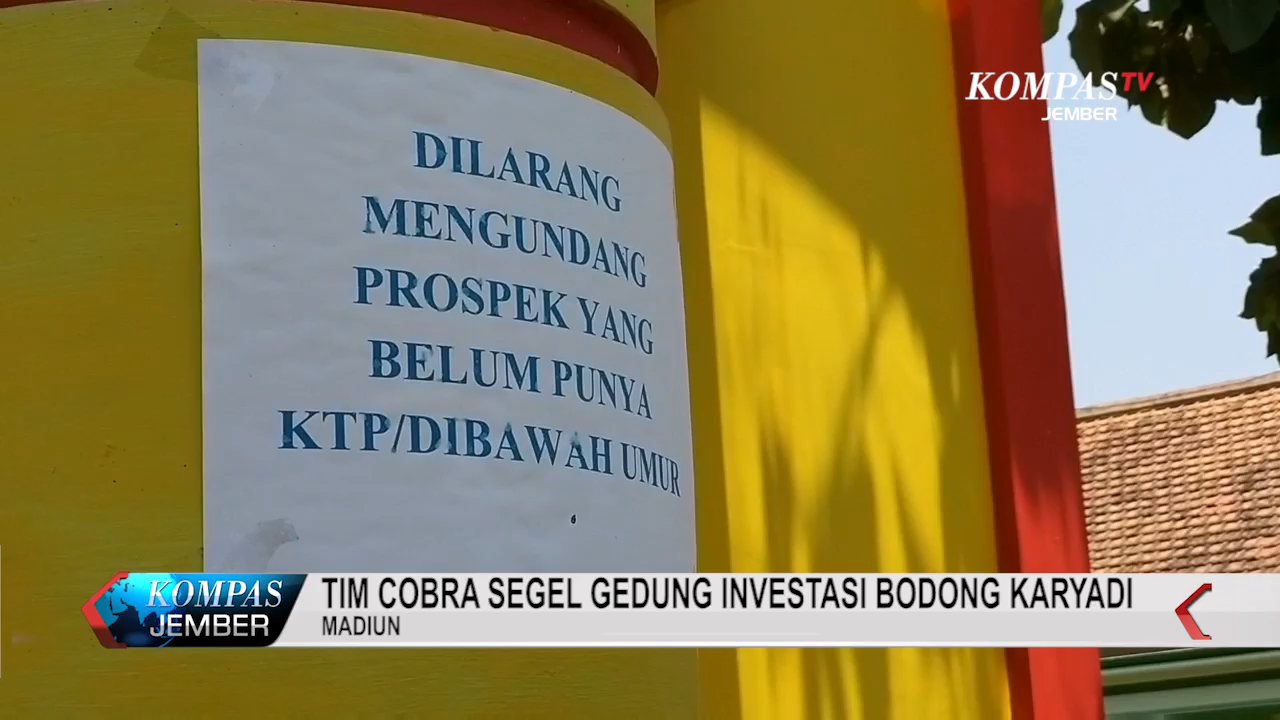 KOMPAS TV
JEMBER
DILARANG
MENGUNDANG
PROSPEK YANG
BELUM PUNYA
KTP/DIBAWAH UMUR
KOMPAS
JEMBER
TIM COBRA SEGEL GEDUNG INVESTASI BODONG KARYADI
MADIUN